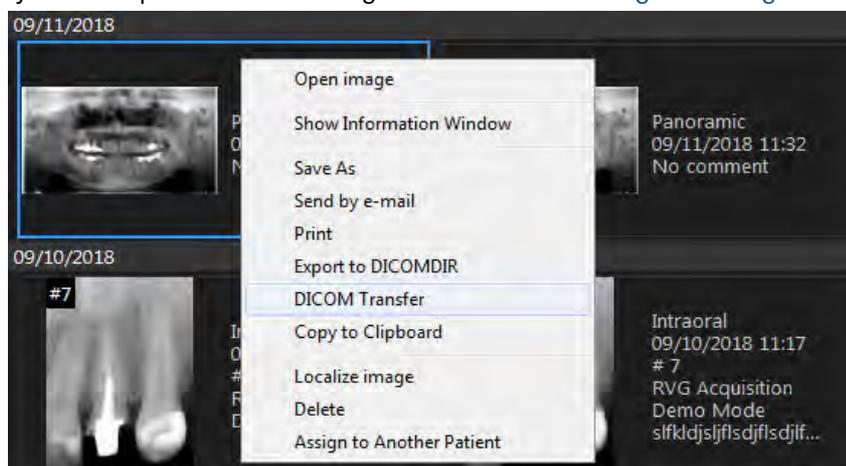 09/11/2018
Open image
Show Information Window
Save As
Send by e-mail
Print
Export to DICOMDIR
DICOM Transfer
Copy to Clipboard
Localize image
Delete
Assign to Another Patient
Panoramic
09/11/2018 11:32
No comment
09/10/2018
#7
Intraoral
09/10/2018 11:17
# 7
RVG Acquisition
Demo Mode
slfkldjsljflsdjflsdjlf...